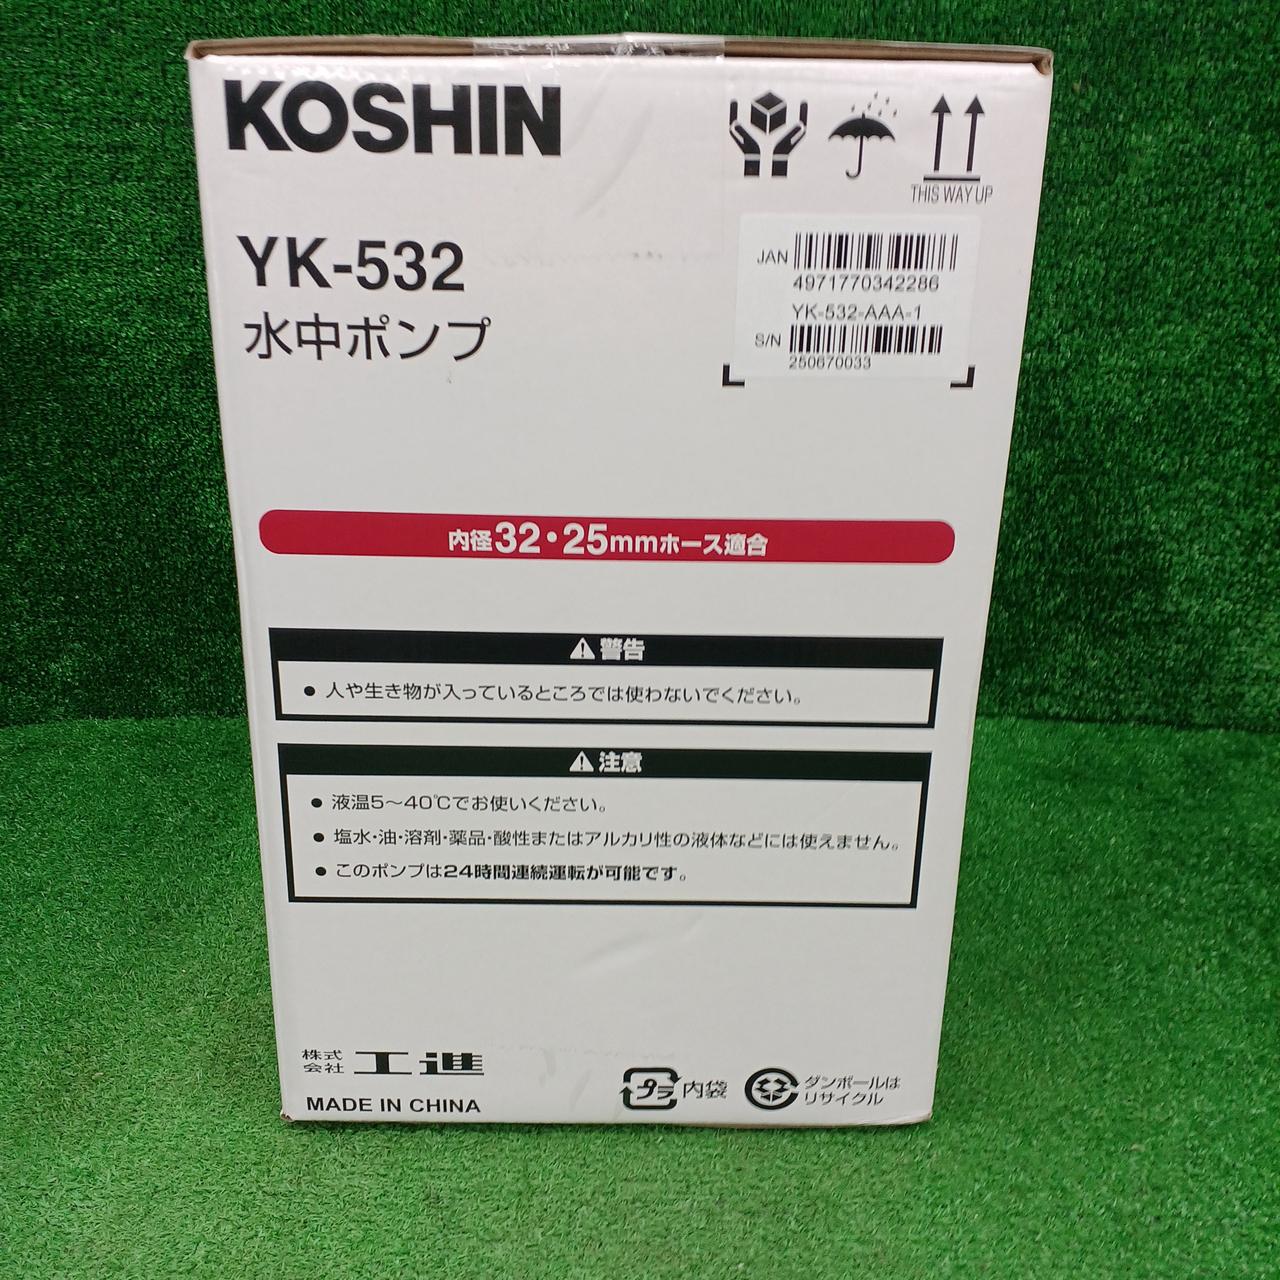 KOSHIN
THIS WAY UP
YK-532
水中ポンプ
JAN
4971770342286
YK-532-AAA-1
S/N
250670033
内径32・25mmホース適合
警告
● 人や生き物が入っているところでは使わないでください。
注意
● 液温5～40℃でお使いください。
● 塩水・油・溶剤・薬品・酸性またはアルカリ性の液体などには使えません。
● このポンプは24時間連続運転が可能です。
株式会社 工進
MADE IN CHINA
プラ 内袋
ダンボールは
リサイクル